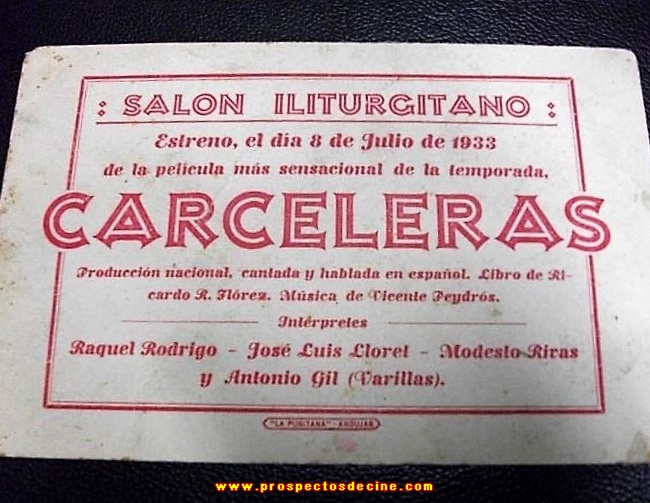 : SALON ILITURGITANO :
Estreno, el día 8 de Julio de 1933
de la película más sensacional de la temporada,
CARCELERAS
Producción nacional, cantada y hablada en español. Libro de Ri-
cardo R. Flórez. Música de Vicente Peydrós.
Intérpretes
Raquel Rodrigo - José Luis Lloret - Modesto Rivas
y Antonio Gil (Varillas).
"LA PURITANA" - ANDUJAR
www.prospectosdecine.com